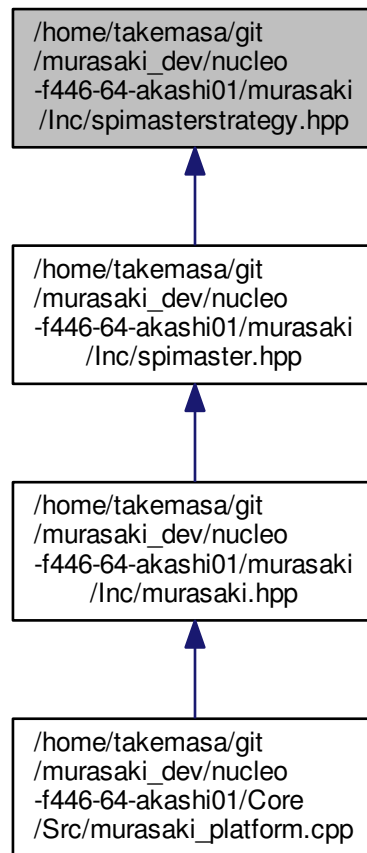 /home/takemasa/git
/murasaki_dev/nucleo
-f446-64-akashi01/murasaki
/Inc/spimasterstrategy.hpp
/home/takemasa/git
/murasaki_dev/nucleo
-f446-64-akashi01/murasaki
/Inc/spimaster.hpp
/home/takemasa/git
/murasaki_dev/nucleo
-f446-64-akashi01/murasaki
/Inc/murasaki.hpp
/home/takemasa/git
/murasaki_dev/nucleo
-f446-64-akashi01/Core
/Src/murasaki_platform.cpp